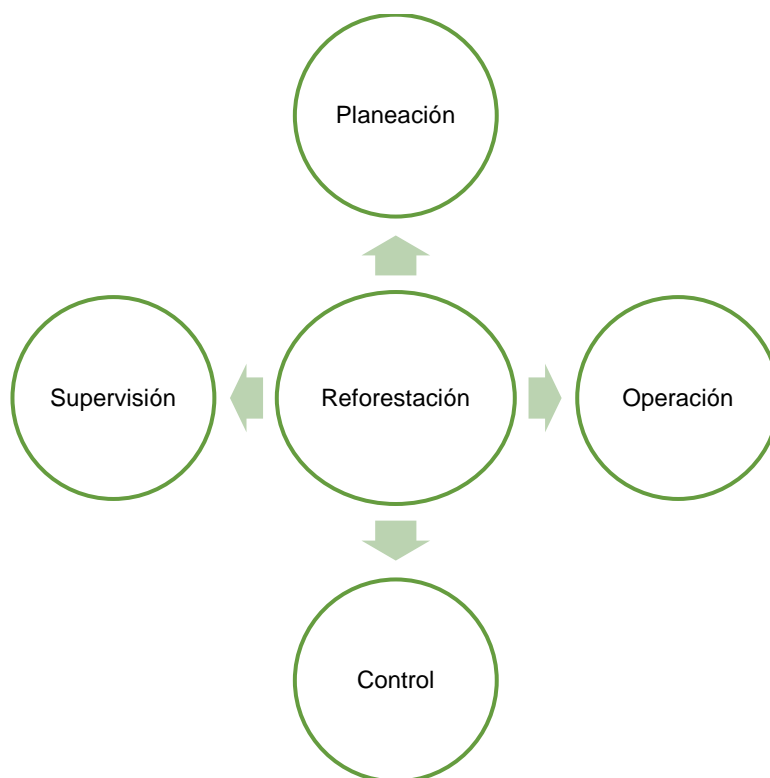 Planeación
Supervisión
Reforestación
Operación
Control